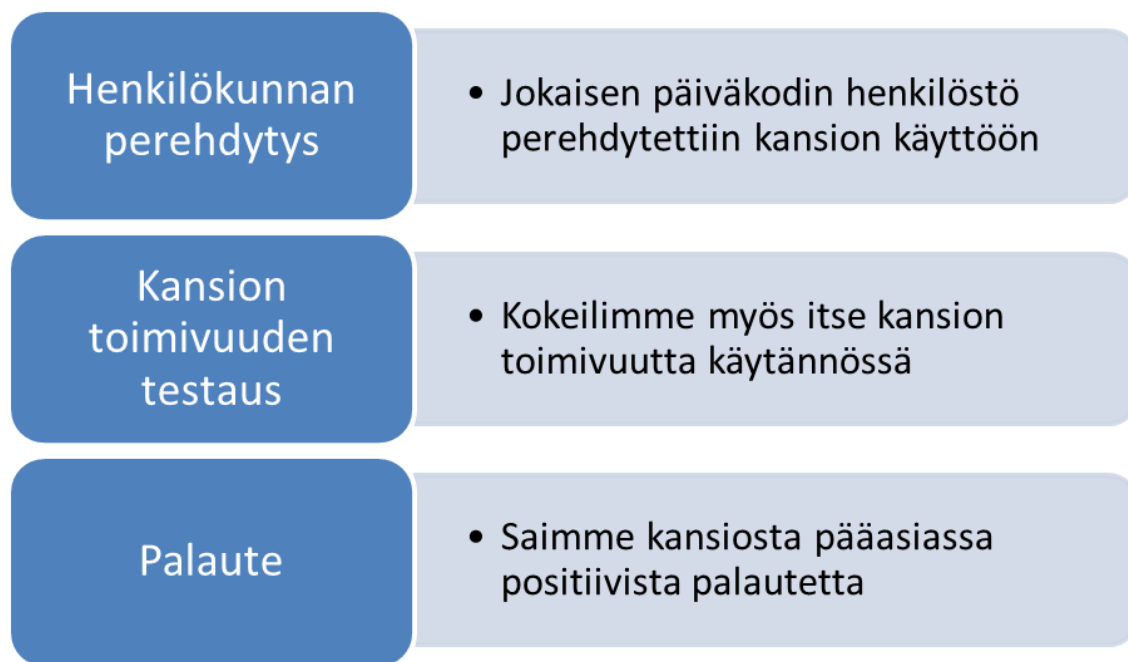 Henkilökunnan
perehdytys
• Jokaisen päiväkodin henkilöstö
perehdytettiin kansion käyttöön
Kansion
toimivuuden
testaus
• Kokeilimme myös itse kansion
toimivuutta käytännössä
Palaute
• Saimme kansiosta pääasiassa
positiivista palautetta